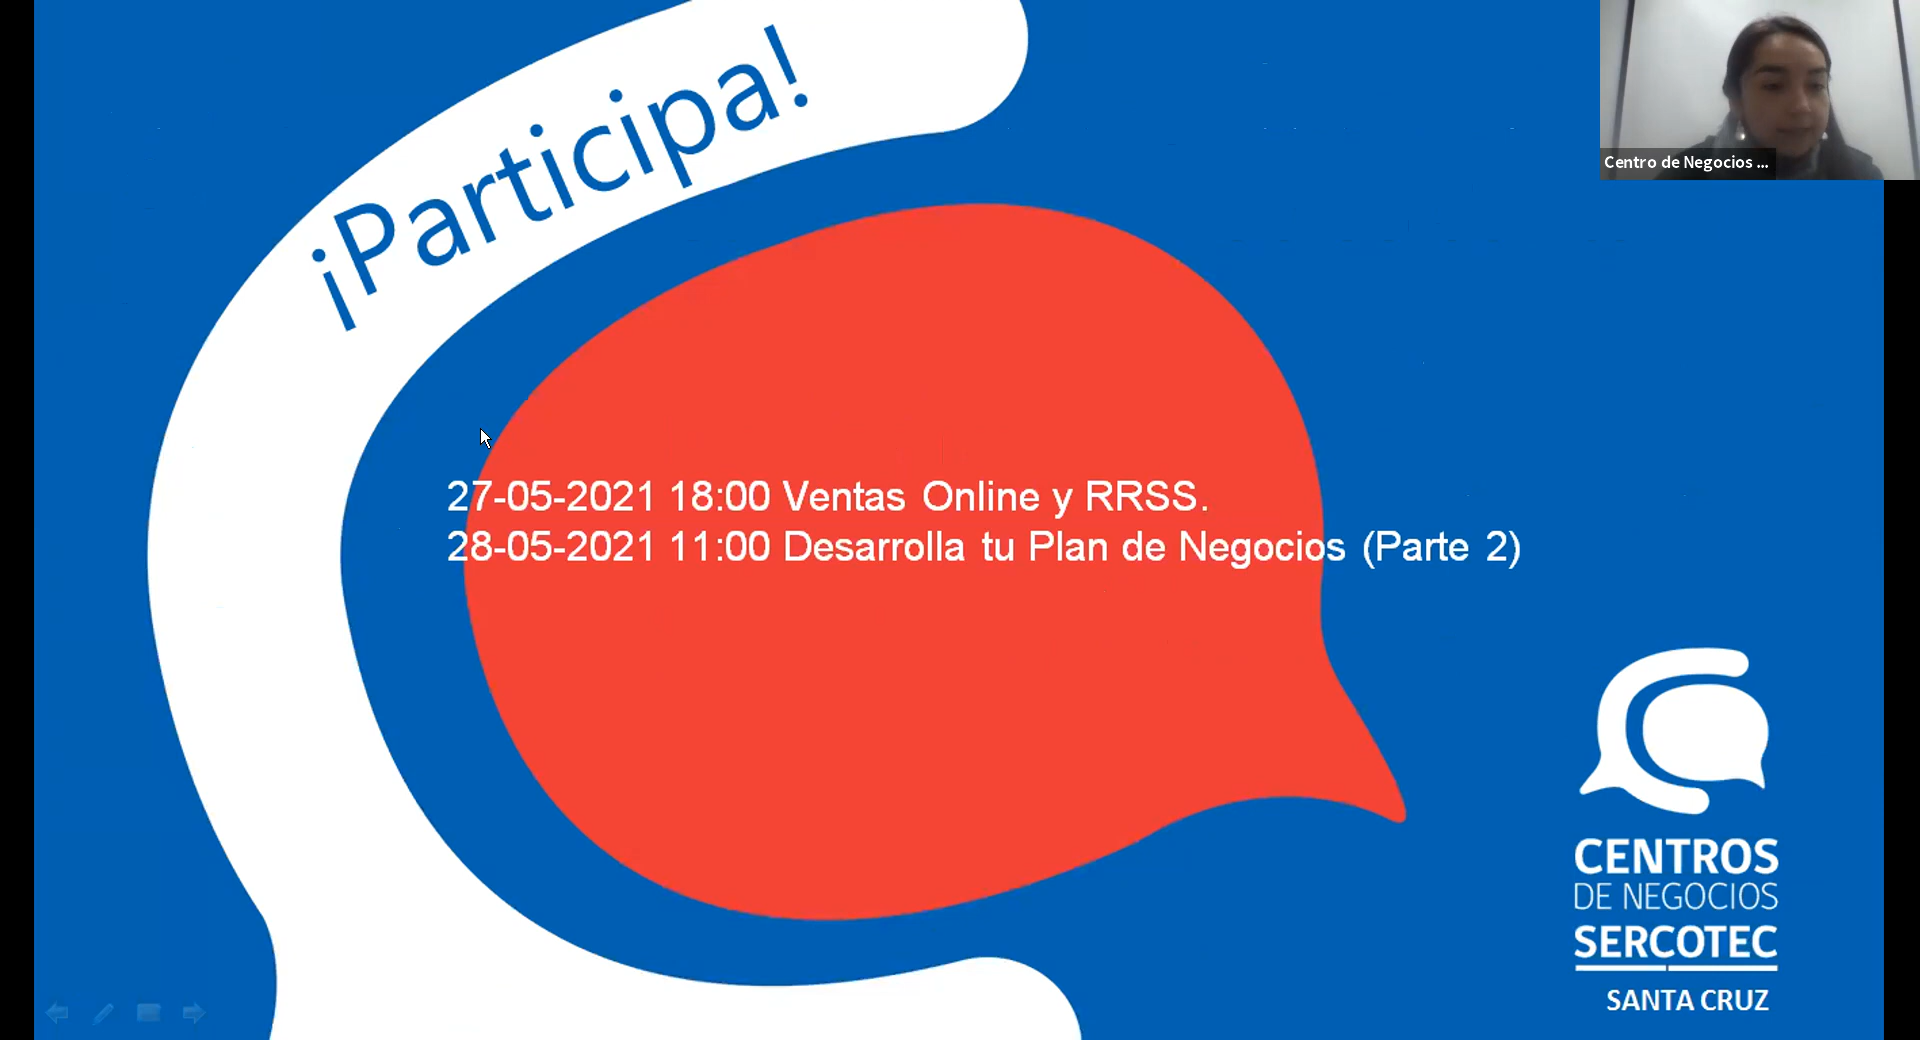 ¡Participa!
Centro de Negocios ...
27-05-2021 18:00 Ventas Online y RRSS.
28-05-2021 11:00 Desarrolla tu Plan de Negocios (Parte 2)
CENTROS
DE NEGOCIOS
SERCOTEC
SANTA CRUZ